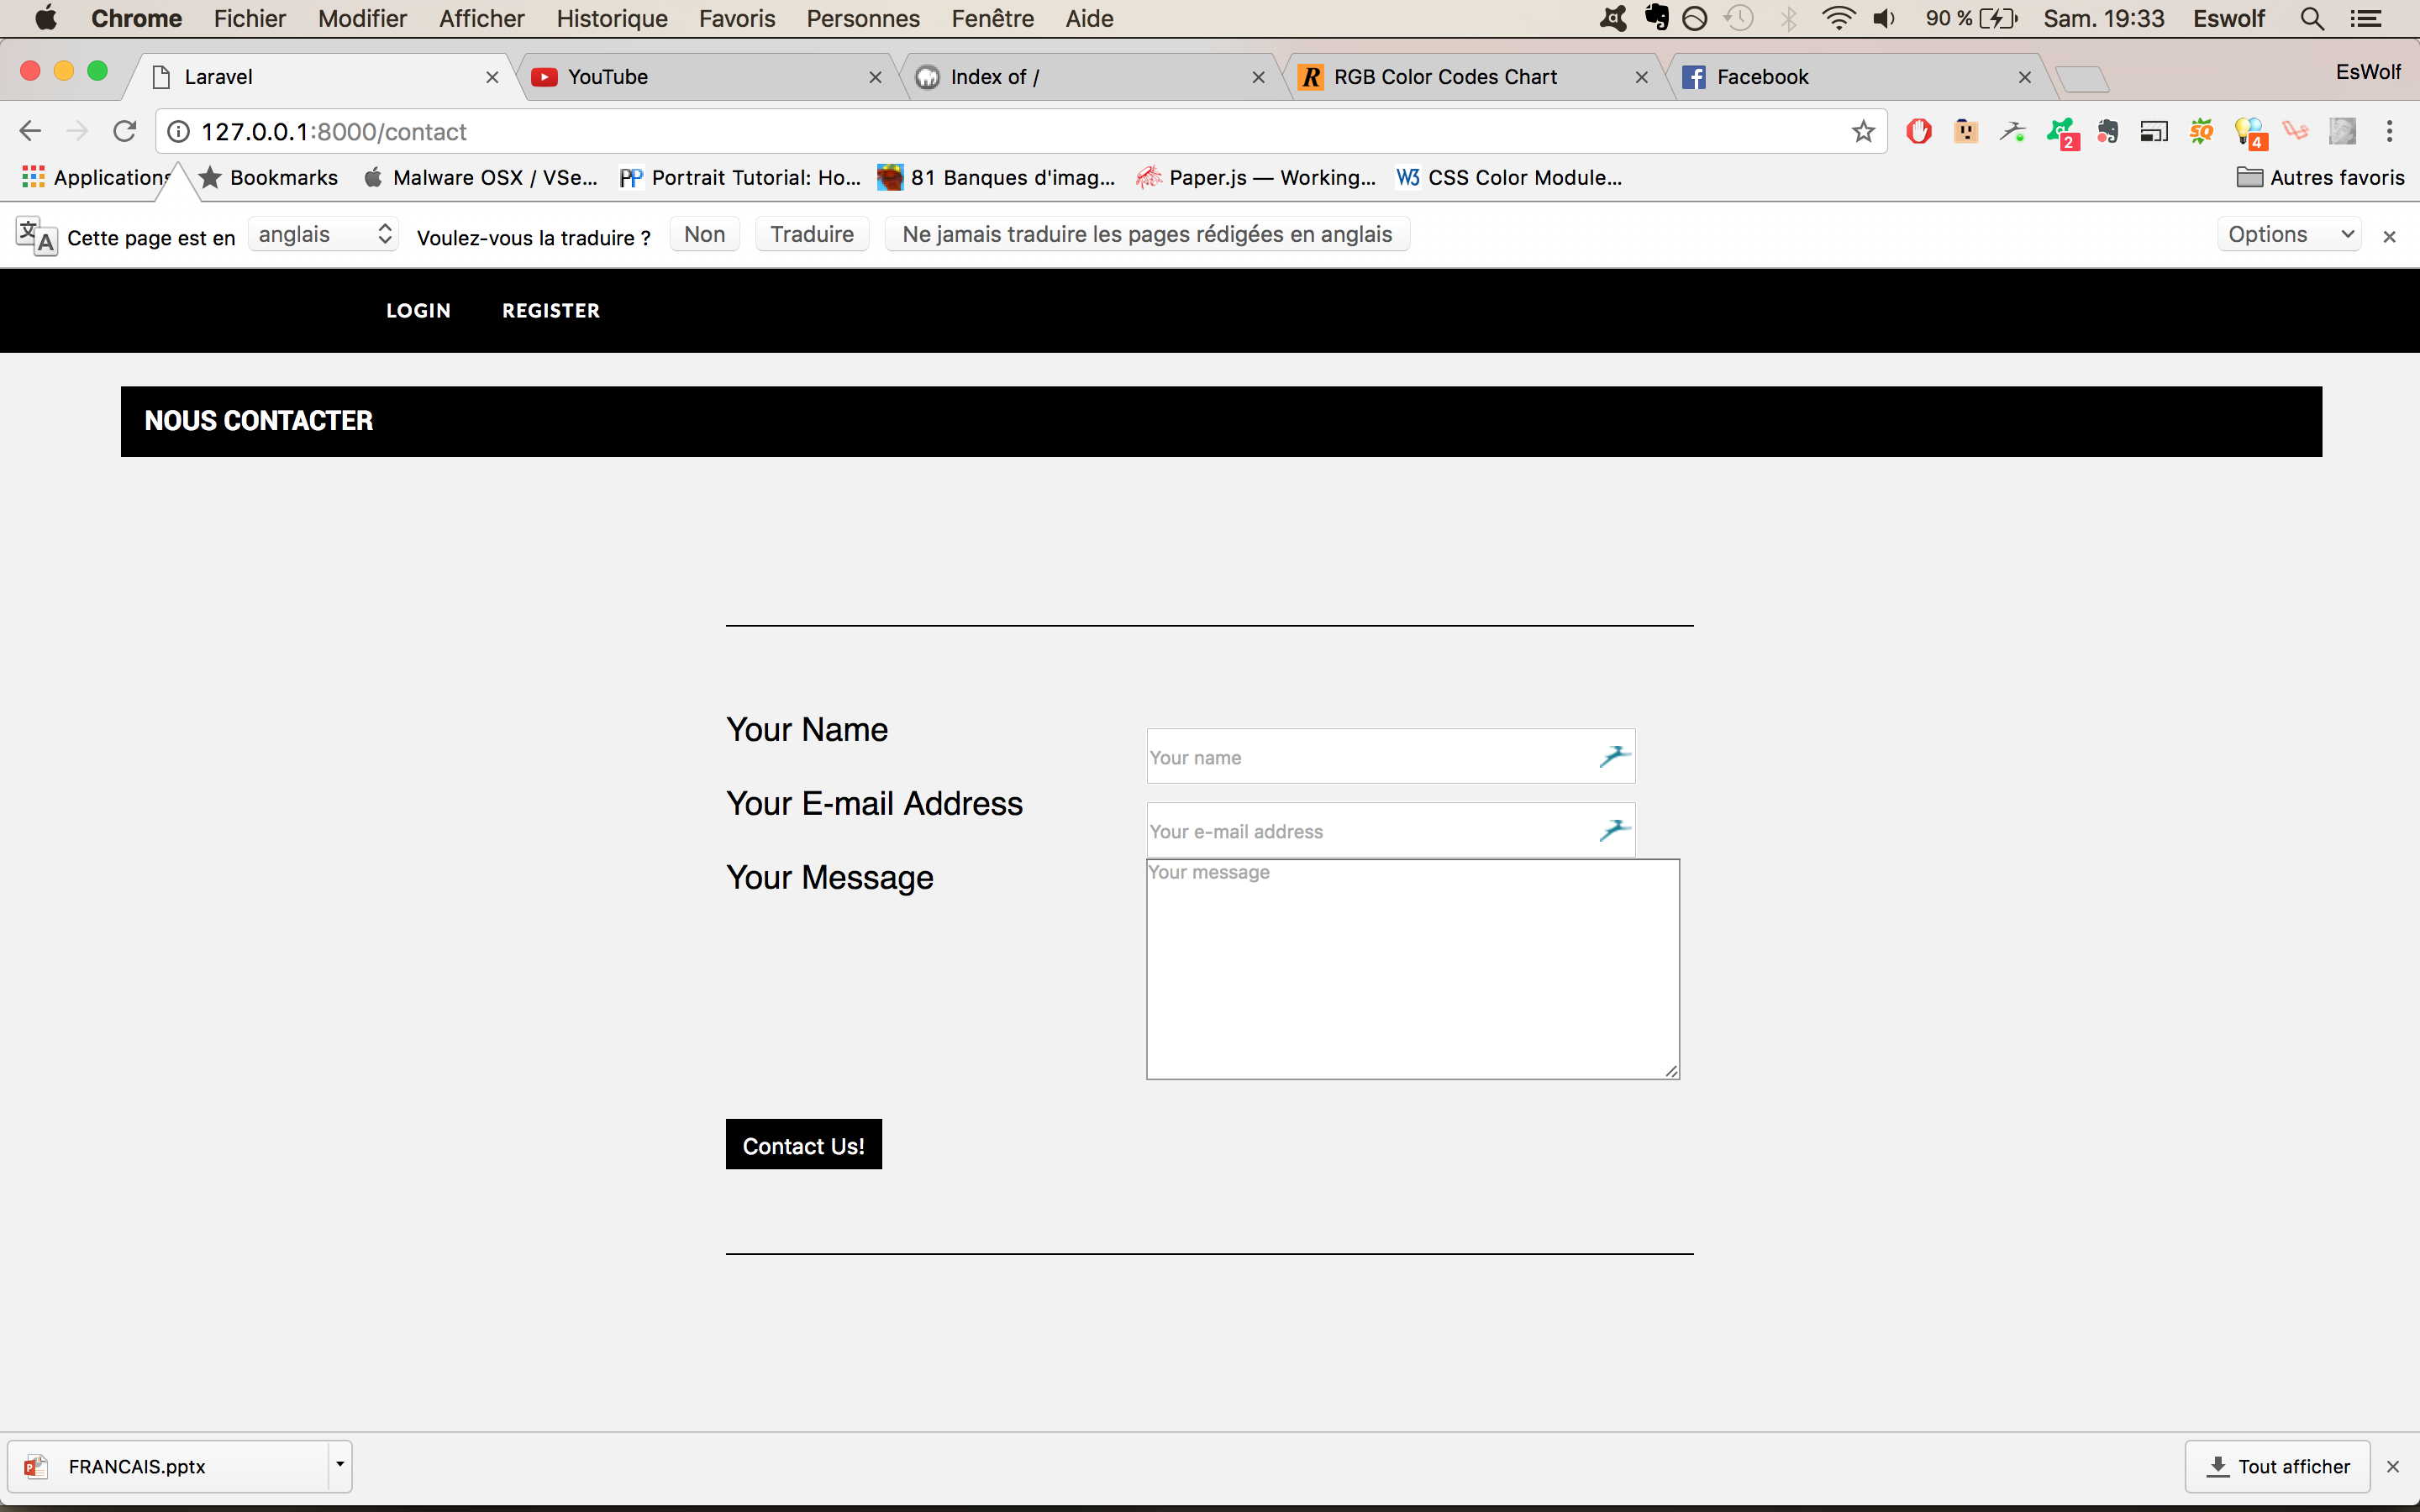 Chrome Fichier Modifier Afficher Historique Favoris Personnes Fenêtre Aide 90 % Sam. 19:33 Eswolf
Laravel YouTube Index of / RGB Color Codes Chart Facebook EsWolf
127.0.0.1:8000/contact 2 SQ 4
Applications Bookmarks Malware OSX / VSe... PP Portrait Tutorial: Ho... 81 Banques d'imag... Paper.js — Working... W3 CSS Color Module... Autres favoris
Cette page est en anglais Voulez-vous la traduire ? Non Traduire Ne jamais traduire les pages rédigées en anglais Options
LOGIN REGISTER
NOUS CONTACTER
Your Name
Your name
Your E-mail Address
Your e-mail address
Your Message
Your message
Contact Us!
FRANCAIS.pptx Tout afficher